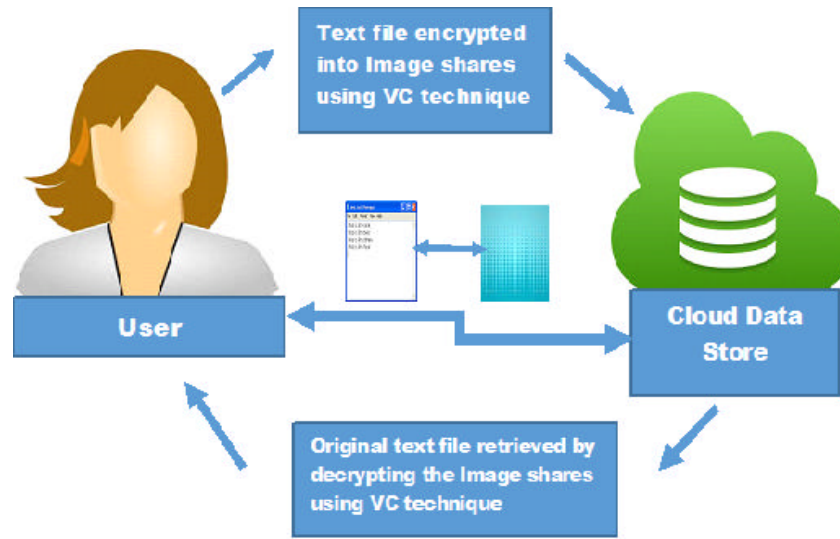 Text file encrypted
into Image shares
using VC technique
User
Cloud Data
Store
Original text file retrieved by
decrypting the Image shares
using VC technique